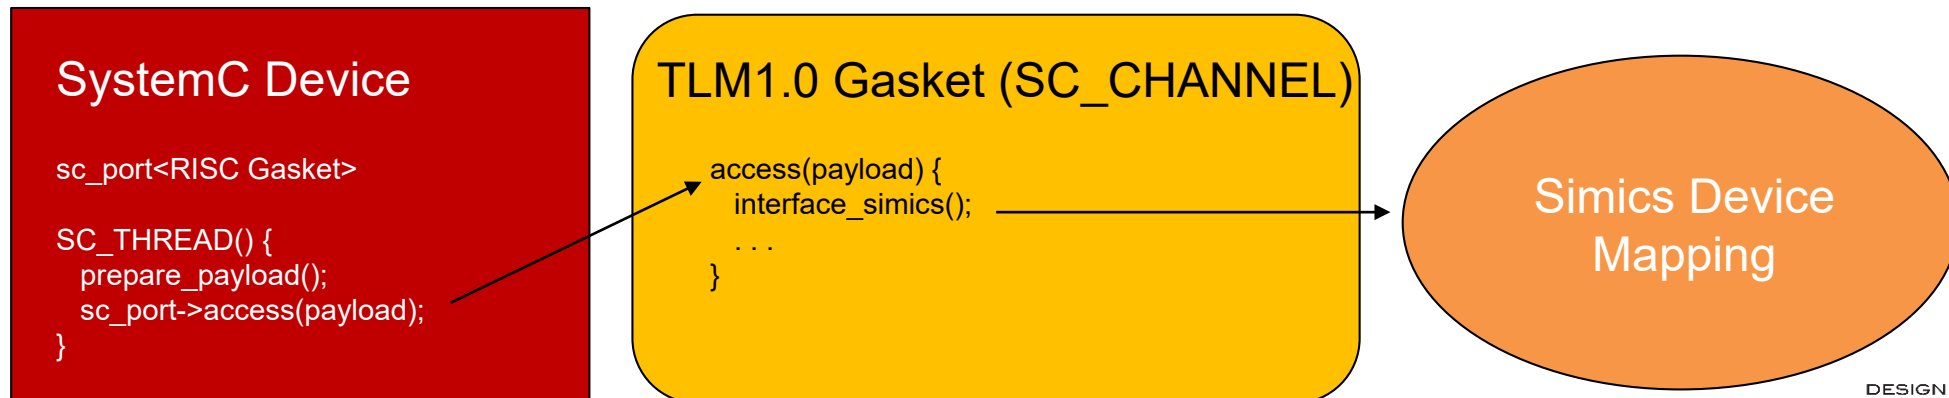 SystemC Device
sc_port<RISC Gasket>
SC_THREAD() {
prepare_payload();
sc_port->access(payload);
}
TLM1.0 Gasket (SC_CHANNEL)
access(payload) {
interface_simics();
. . .
}
Simics Device
Mapping
DESIGN